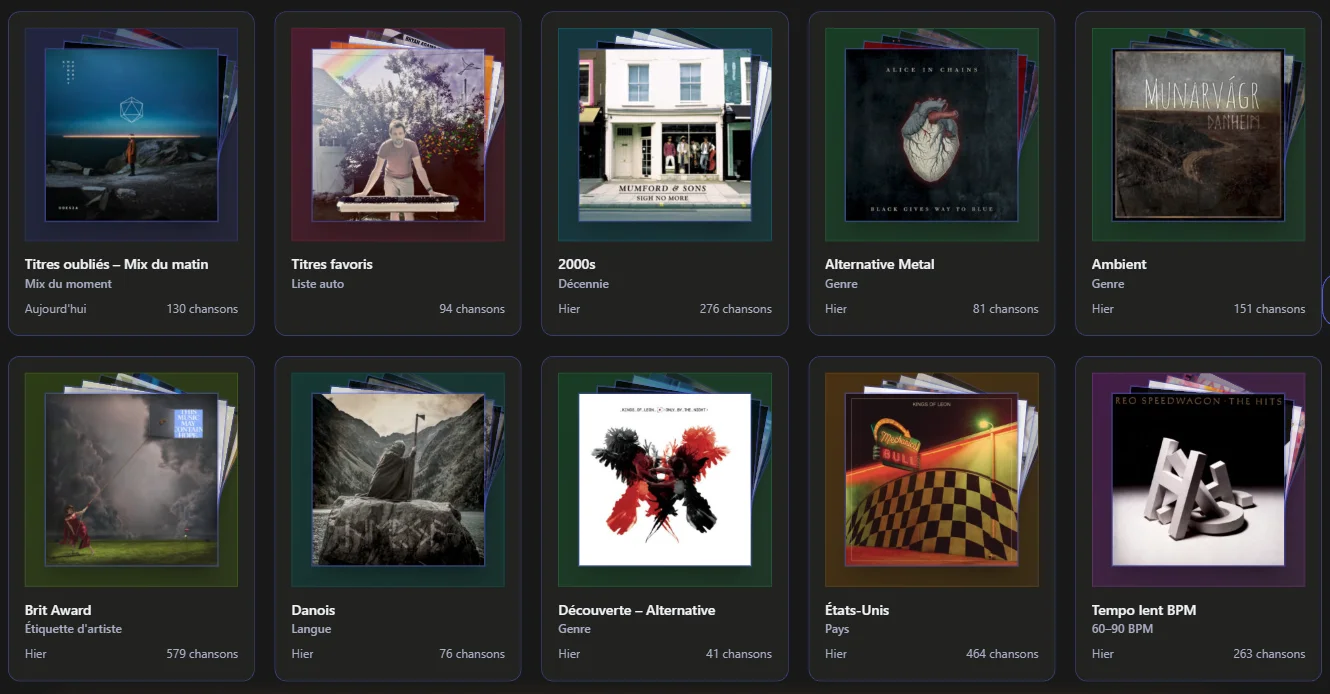 ODESZA
Titres oubliés – Mix du matin
Mix du moment
Aujourd'hui 130 chansons
Titres favoris
Liste auto
94 chansons
MUMFORD & SONS
SIGH NO MORE
2000s
Décennie
Hier 276 chansons
ALICE IN CHAINS
BLACK GIVES WAY TO BLUE
Alternative Metal
Genre
Hier 81 chansons
MUNARVÁGR
DANHEIM
Ambient
Genre
Hier 151 chansons
THIS
MUSIC
MAY
CONTAIN
HOPE
Brit Award
Étiquette d'artiste
Hier 579 chansons
Danois
Langue
Hier 76 chansons
KINGS OF LEON ONLY BY THE NIGHT
Découverte – Alternative
Genre
Hier 41 chansons
KINGS OF LEON
Mechanical
BULL
États-Unis
Pays
Hier 464 chansons
REO SPEEDWAGON · THE HITS
Tempo lent BPM
60–90 BPM
Hier 263 chansons